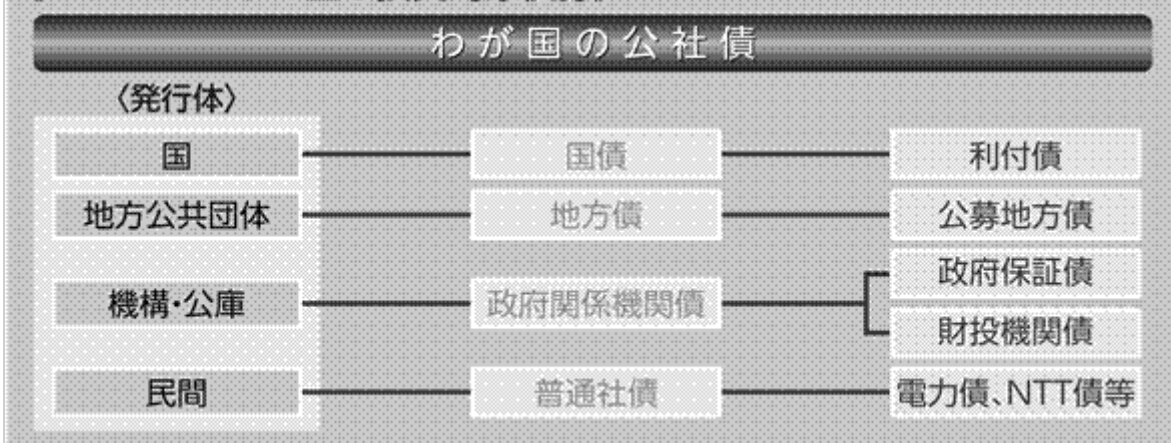 わが国の公社債
〈発行体〉
国 国債 利付債
地方公共団体 地方債 公募地方債
機構・公庫 政府関係機関債 政府保証債
財投機関債
民間 普通社債 電力債、NTT債等